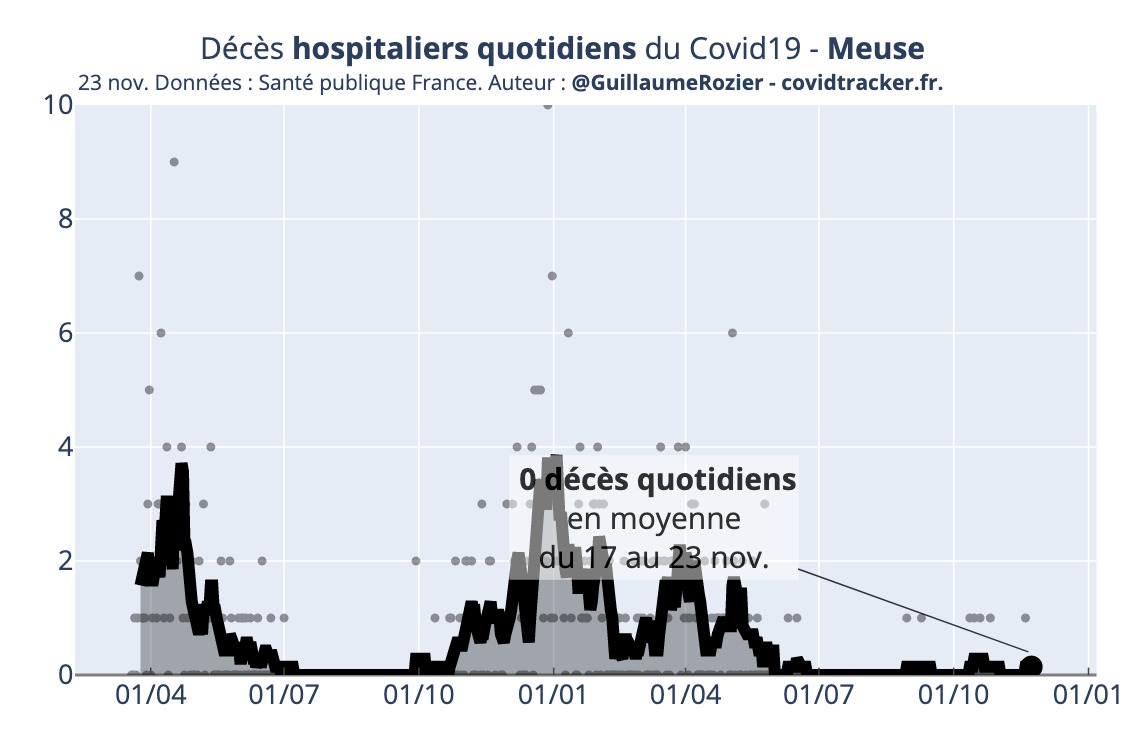 Décès hospitaliers quotidiens du Covid19 - Meuse
23 nov. Données : Santé publique France. Auteur : @GuillaumeRozier - covidtracker.fr.
10
8
6
4
2
0
0 décès quotidiens
en moyenne
du 17 au 23 nov.
01/04 01/07 01/10 01/01 01/04 01/07 01/10 01/01